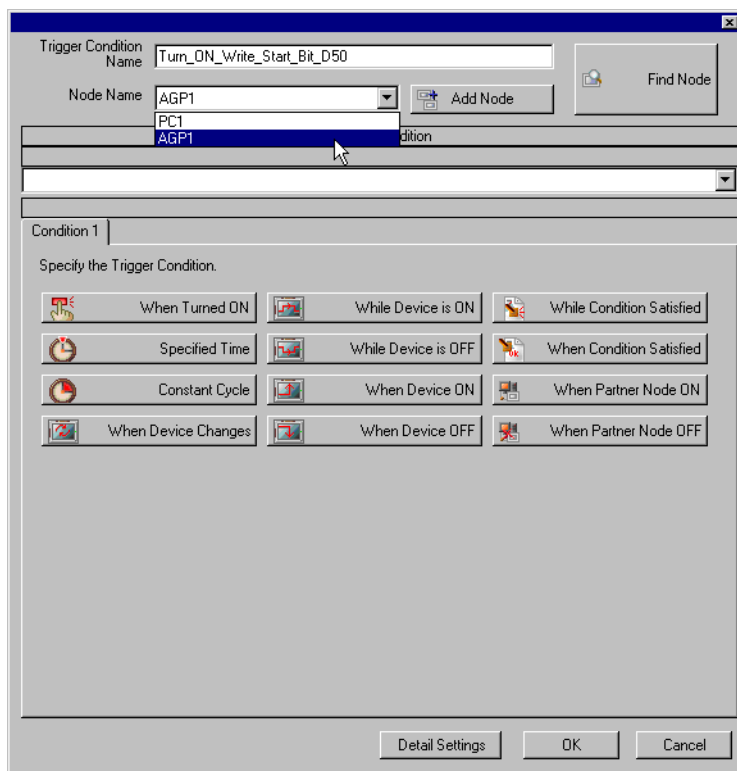 Trigger Condition Name
Turn_ON_Write_Start_Bit_D50
Find Node
Node Name
AGP1
Add Node
PC1
AGP1
dition
Condition 1
Specify the Trigger Condition.
When Turned ON
While Device is ON
While Condition Satisfied
Specified Time
While Device is OFF
When Condition Satisfied
Constant Cycle
When Device ON
When Partner Node ON
When Device Changes
When Device OFF
When Partner Node OFF
Detail Settings
OK
Cancel